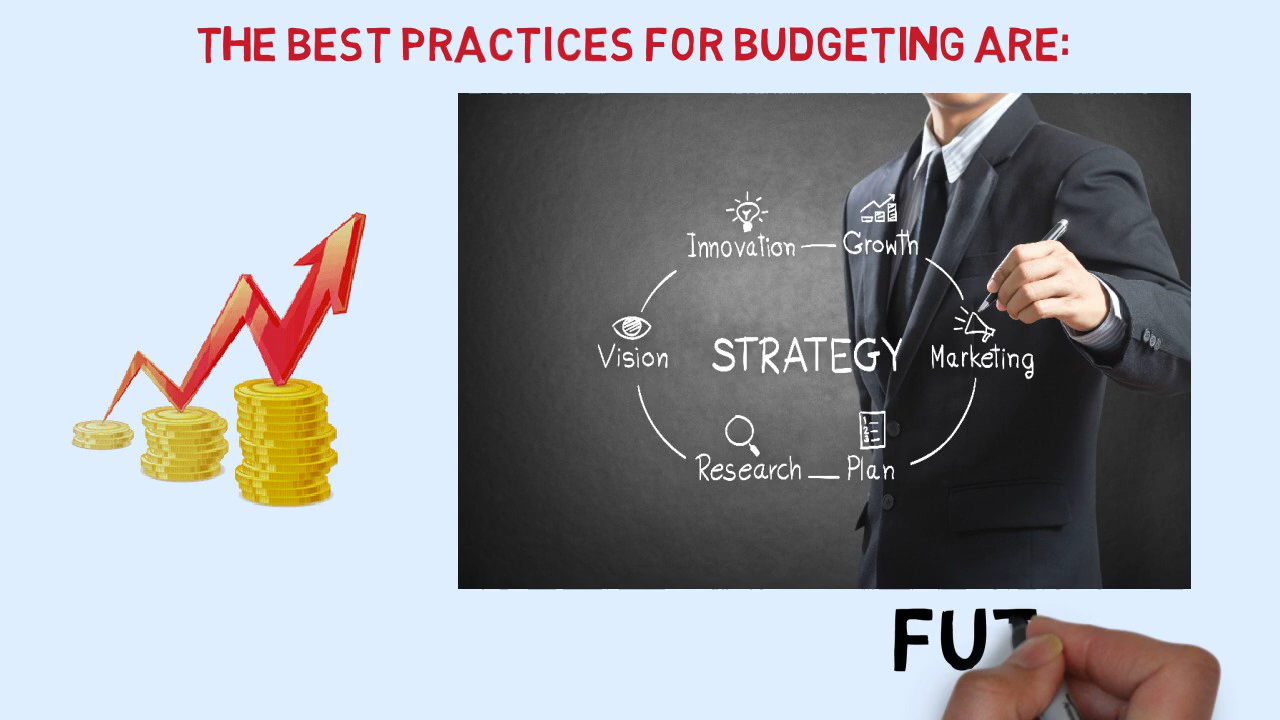 THE BEST PRACTICES FOR BUDGETING ARE:
Innovation Growth
Vision STRATEGY Marketing
Research Plan
FUT